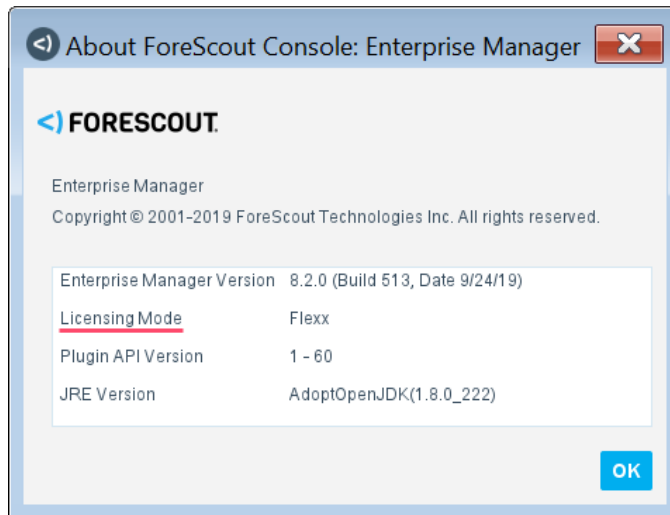 About ForeScout Console: Enterprise Manager
<) FORESCOUT.
Enterprise Manager
Copyright © 2001-2019 ForeScout Technologies Inc. All rights reserved.
Enterprise Manager Version 8.2.0 (Build 513, Date 9/24/19)
Licensing Mode Flexx
Plugin API Version 1 - 60
JRE Version AdoptOpenJDK(1.8.0_222)
OK